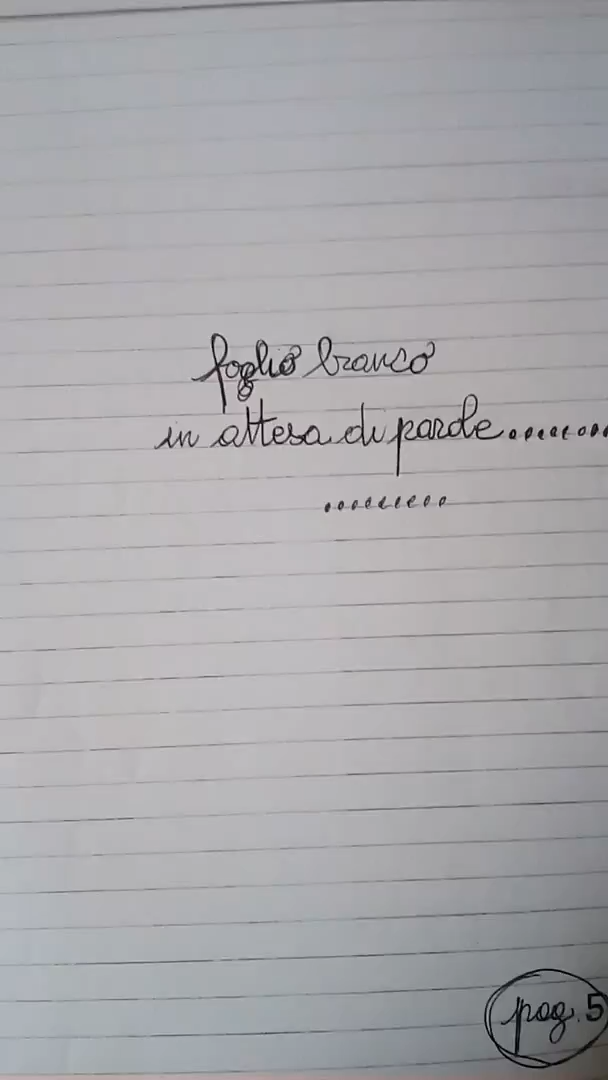 foglio bianco
in attesa di parole..........
.........
pag. 5